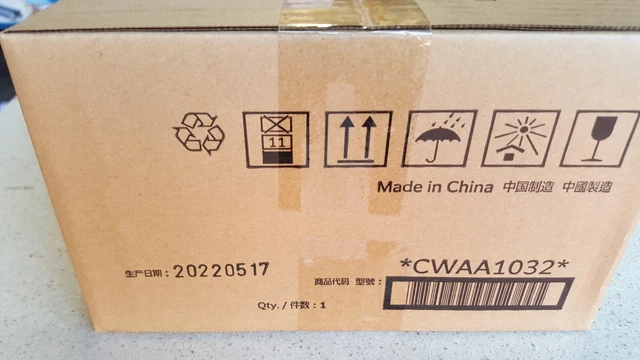 11
Made in China 中国制造 中國製造
生产日期：20220517
*CWAA1032*
商品代码 型號：
Qty. / 件数：1